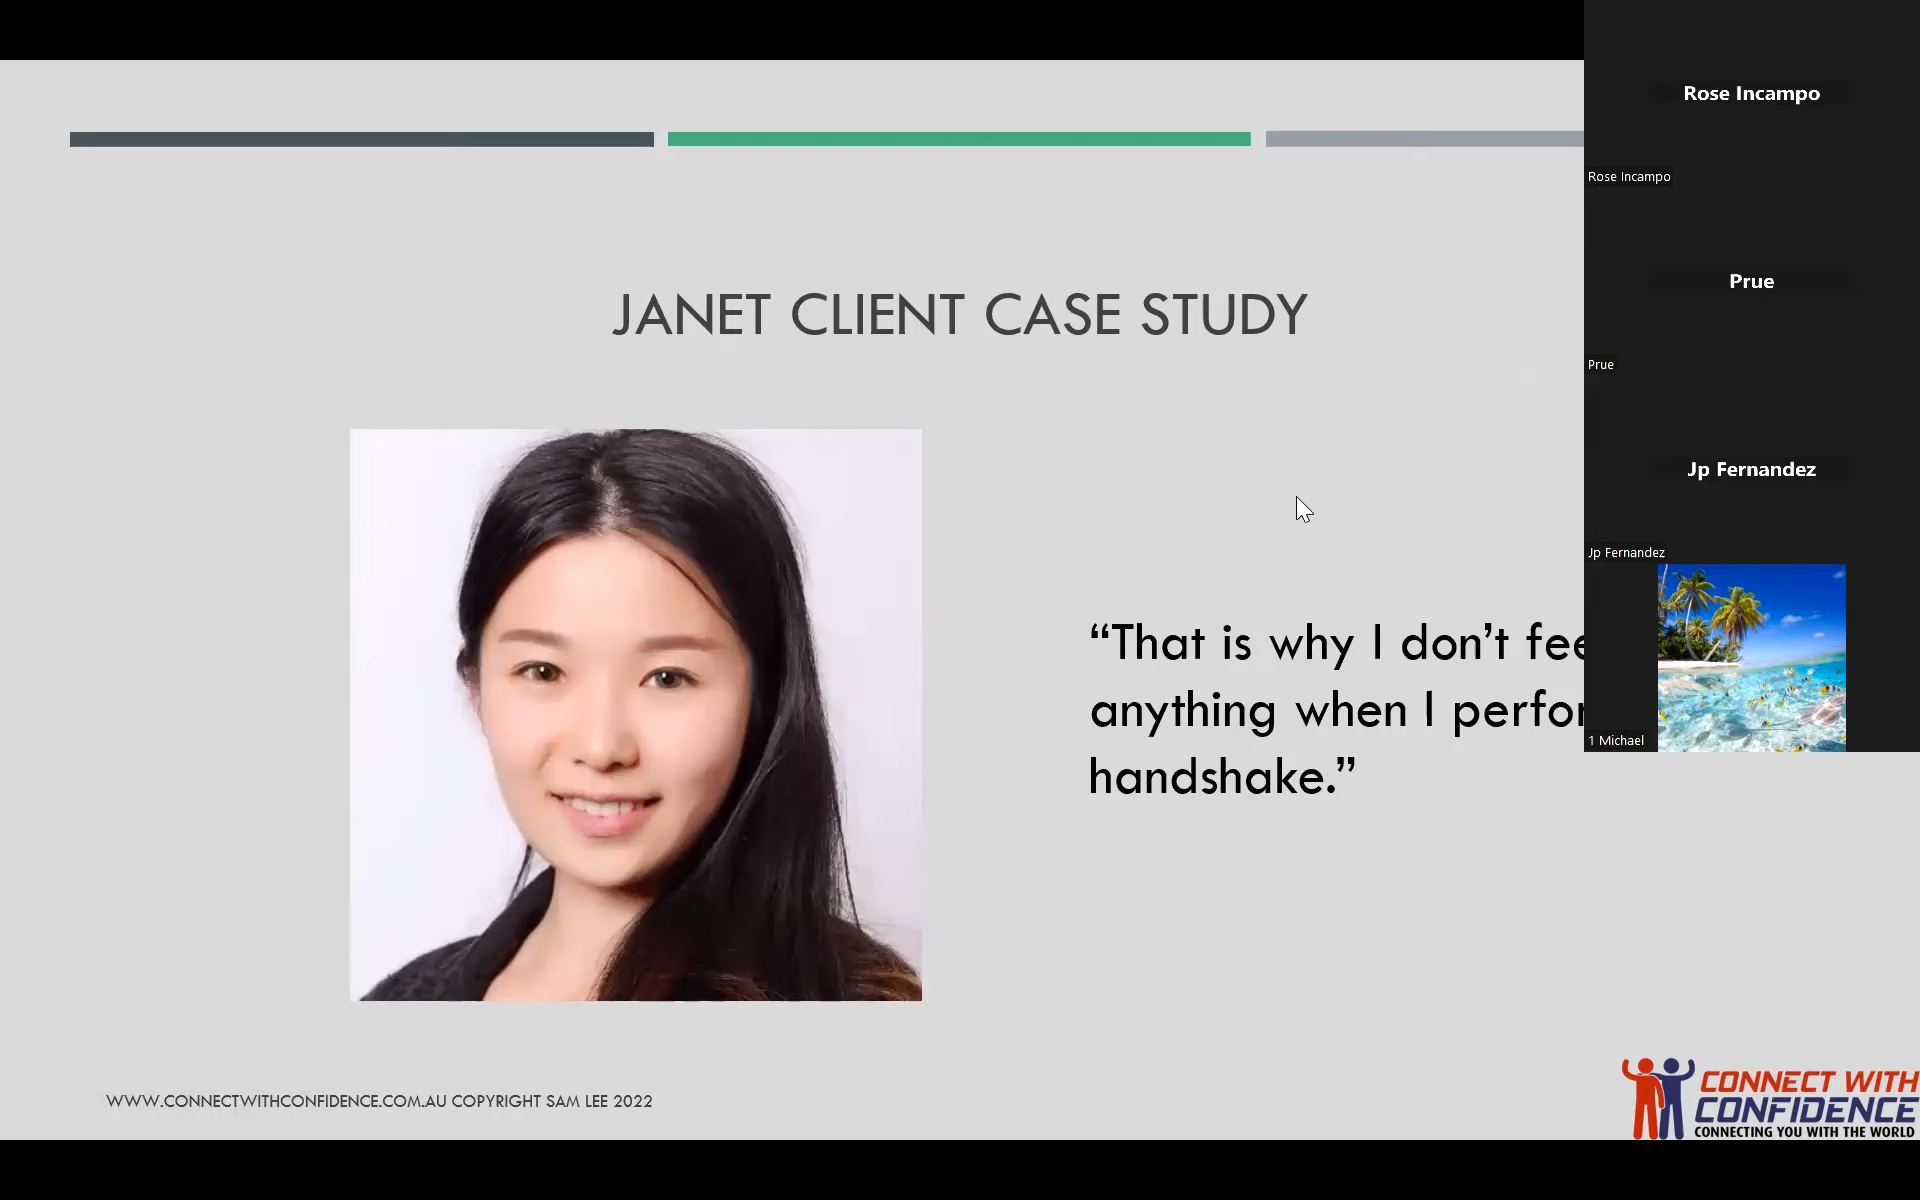 Rose Incampo
Rose Incampo
Prue
Prue
Jp Fernandez
Jp Fernandez
1 Michael
JANET CLIENT CASE STUDY
“That is why I don’t fee
anything when I perfor
handshake.”
WWW.CONNECTWITHCONFIDENCE.COM.AU COPYRIGHT SAM LEE 2022
CONNECT WITH
CONFIDENCE
CONNECTING YOU WITH THE WORLD